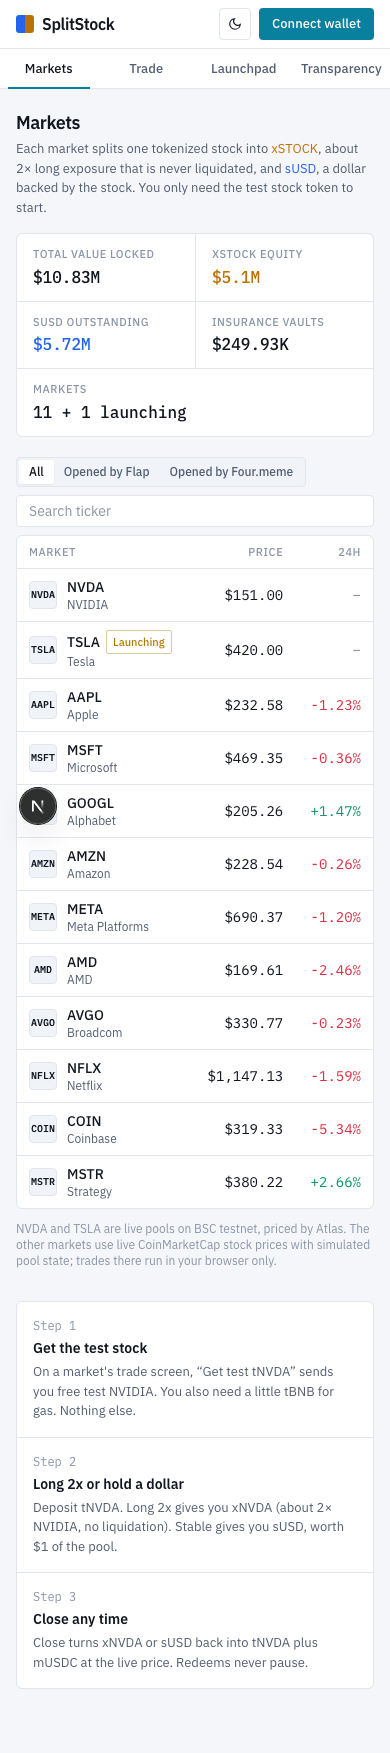 SplitStock
Connect wallet
Markets
Trade
Launchpad
Transparency
Markets
Each market splits one tokenized stock into xSTOCK, about
2× long exposure that is never liquidated, and sUSD, a dollar
backed by the stock. You only need the test stock token to
start.
TOTAL VALUE LOCKED
$10.83M
XSTOCK EQUITY
$5.1M
SUSD OUTSTANDING
$5.72M
INSURANCE VAULTS
$249.93K
MARKETS
11 + 1 launching
All
Opened by Flap
Opened by Four.meme
Search ticker
MARKET PRICE 24H
NVDA NVDA $151.00 –
NVIDIA
TSLA TSLA Launching $420.00 –
Tesla
AAPL AAPL $232.58 -1.23%
Apple
MSFT MSFT $469.35 -0.36%
Microsoft
N GOOGL $205.26 +1.47%
Alphabet
AMZN AMZN $228.54 -0.26%
Amazon
META META $690.37 -1.20%
Meta Platforms
AMD AMD $169.61 -2.46%
AMD
AVGO AVGO $330.77 -0.23%
Broadcom
NFLX NFLX $1,147.13 -1.59%
Netflix
COIN COIN $319.33 -5.34%
Coinbase
MSTR MSTR $380.22 +2.66%
Strategy
NVDA and TSLA are live pools on BSC testnet, priced by Atlas. The
other markets use live CoinMarketCap stock prices with simulated
pool state; trades there run in your browser only.
Step 1
Get the test stock
On a market's trade screen, “Get test tNVDA” sends
you free test NVIDIA. You also need a little tBNB for
gas. Nothing else.
Step 2
Long 2x or hold a dollar
Deposit tNVDA. Long 2x gives you xNVDA (about 2×
NVIDIA, no liquidation). Stable gives you sUSD, worth
$1 of the pool.
Step 3
Close any time
Close turns xNVDA or sUSD back into tNVDA plus
mUSDC at the live price. Redeems never pause.